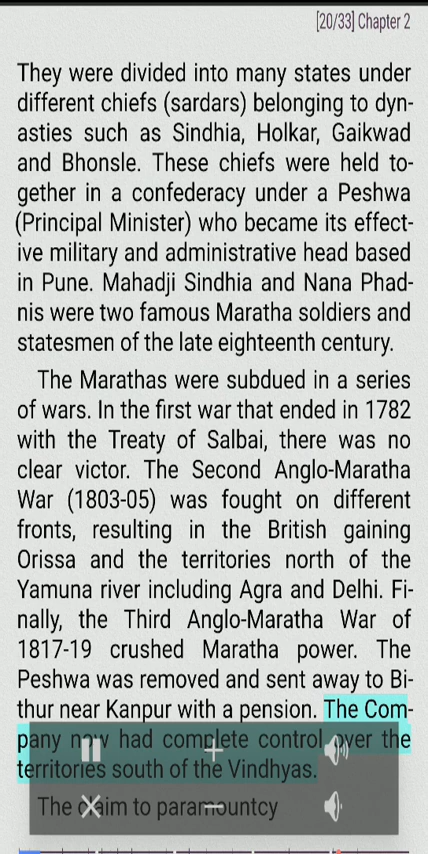 [20/33] Chapter 2
They were divided into many states under
different chiefs (sardars) belonging to dyn-
asties such as Sindhia, Holkar, Gaikwad
and Bhonsle. These chiefs were held to-
gether in a confederacy under a Peshwa
(Principal Minister) who became its effect-
ive military and administrative head based
in Pune. Mahadji Sindhia and Nana Phad-
nis were two famous Maratha soldiers and
statesmen of the late eighteenth century.
The Marathas were subdued in a series
of wars. In the first war that ended in 1782
with the Treaty of Salbai, there was no
clear victor. The Second Anglo-Maratha
War (1803-05) was fought on different
fronts, resulting in the British gaining
Orissa and the territories north of the
Yamuna river including Agra and Delhi. Fi-
nally, the Third Anglo-Maratha War of
1817-19 crushed Maratha power. The
Peshwa was removed and sent away to Bi-
thur near Kanpur with a pension. The Com-
pany now had complete control over the
territories south of the Vindhyas.
The claim to paramountcy